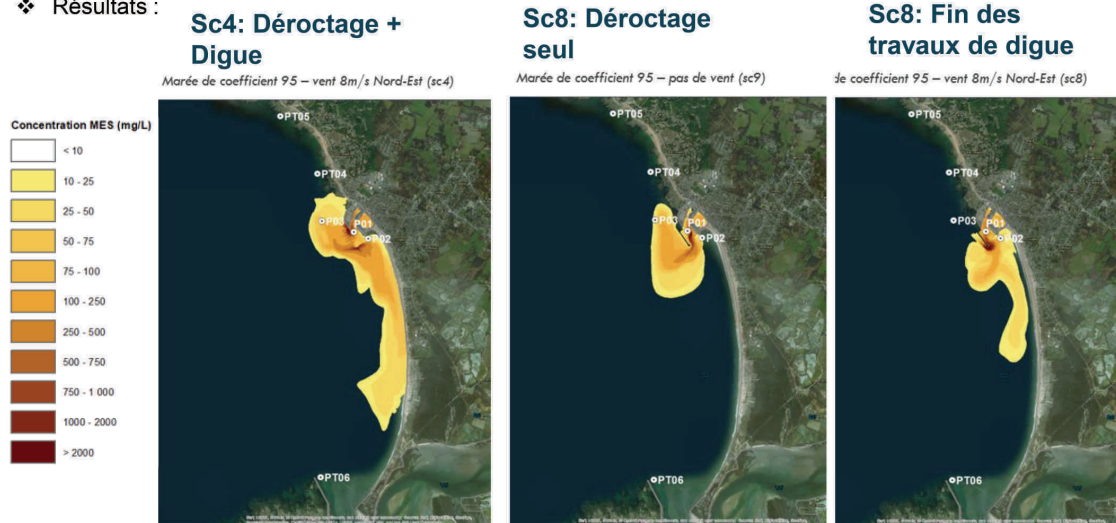 ❖ Résultats :
Sc4: Déroctage +
Digue
Marée de coefficient 95 – vent 8m/s Nord-Est (sc4)
Sc8: Déroctage
seul
Marée de coefficient 95 – pas de vent (sc9)
Sc8: Fin des
travaux de digue
de coefficient 95 – vent 8m/s Nord-Est (sc8)
Concentration MES (mg/L)
< 10
10 - 25
25 - 50
50 - 75
75 - 100
100 - 250
250 - 500
500 - 750
750 - 1 000
1000 - 2000
> 2000
PT05
PT04
P03
P01
P02
PT06
PT05
PT04
P03
P01
P02
PT06
PT05
PT04
P03
P01
P02
PT06